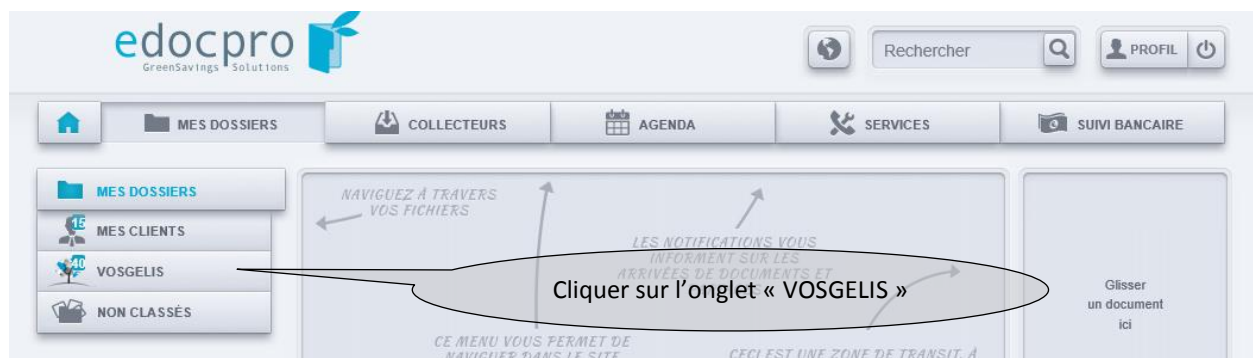 edocpro
GreenSavings Solutions
Rechercher
PROFIL
MES DOSSIERS
COLLECTEURS
AGENDA
SERVICES
SUIVI BANCAIRE
MES DOSSIERS
15
MES CLIENTS
40
VOSGELIS
NON CLASSÉS
NAVIGUEZ À TRAVERS
VOS FICHIERS
LES NOTIFICATIONS VOUS
INFORMENT SUR LES
ARRIVÉES DE DOCUMENTS ET
Cliquer sur l’onglet « VOSGELIS »
Glisser
un document
ici
CE MENU VOUS PERMET DE
NAVIGUER DANS LE SITE
CECI EST UNE ZONE DE TRANSIT, À